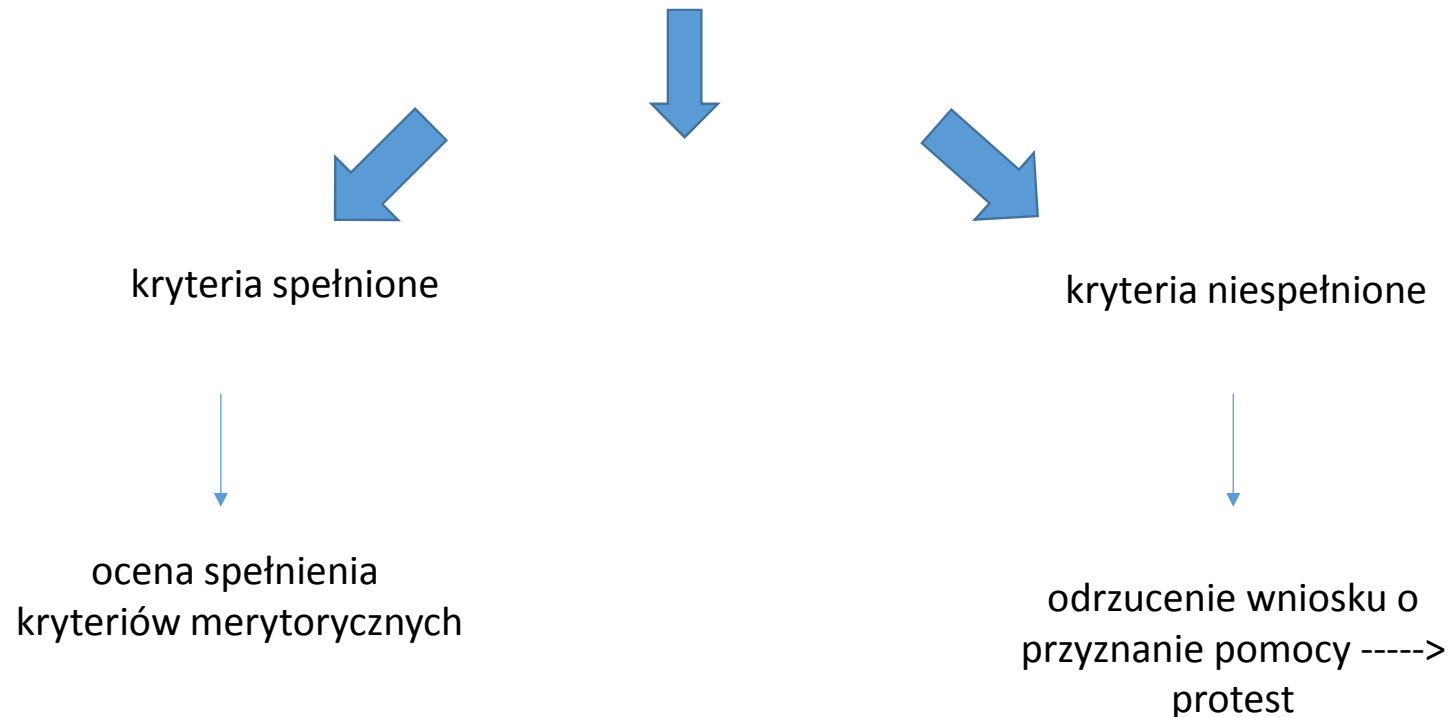 kryteria spełnione
kryteria niespełnione
ocena spełnienia
kryteriów merytorycznych
odrzucenie wniosku o
przyznanie pomocy ----->
protest